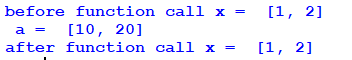 before function call x =  [1, 2]
 a =  [10, 20]
after function call x =  [1, 2]